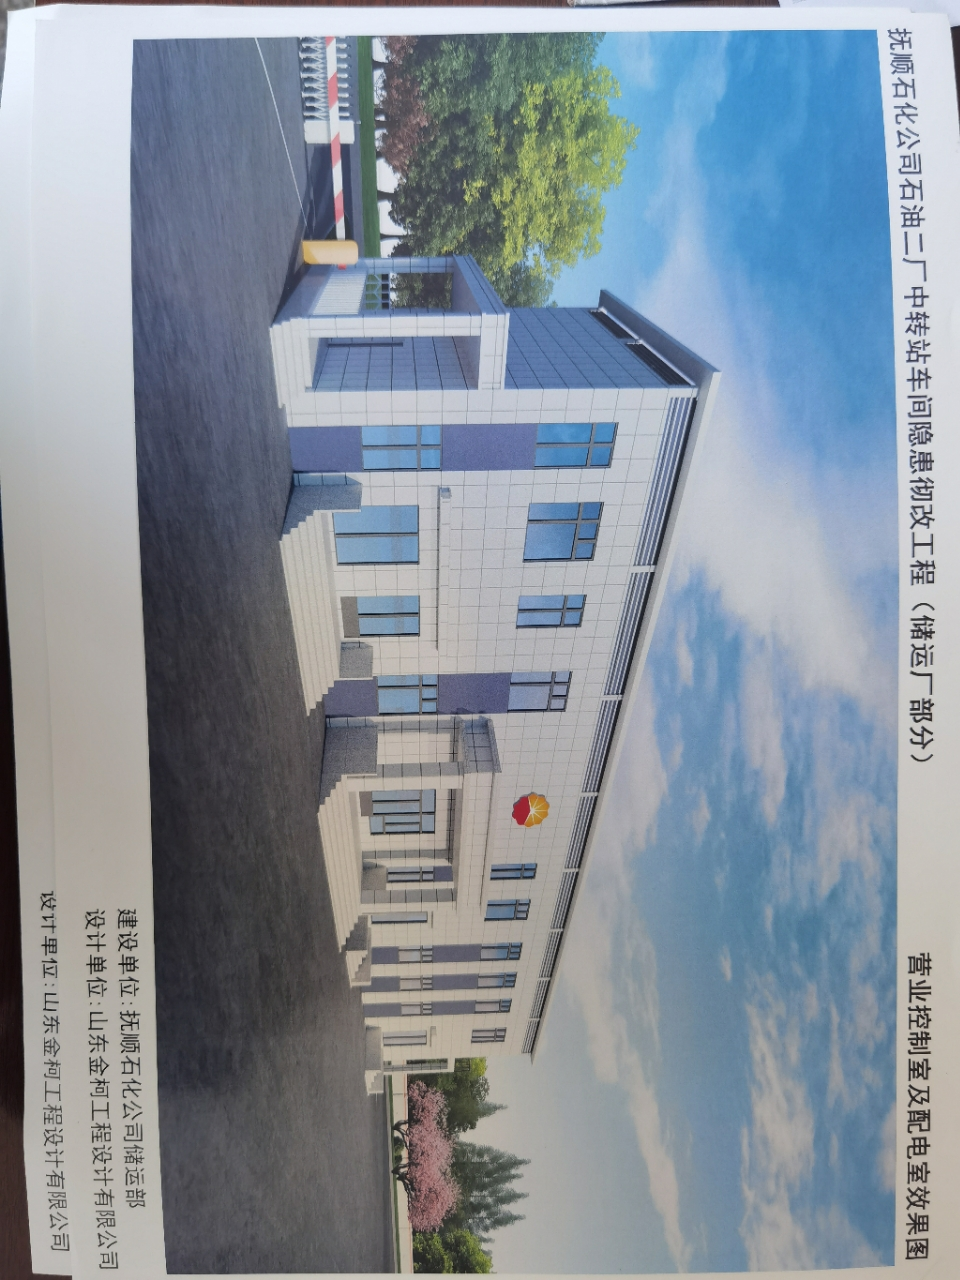 抚顺石化公司石油二厂中转站车间隐患彻改工程（储运厂部分）
营业控制室及配电室效果图
建设单位:抚顺石化公司储运部
设计单位:山东金柯工程设计有限公司
设计单位:山东金柯工程设计有限公司